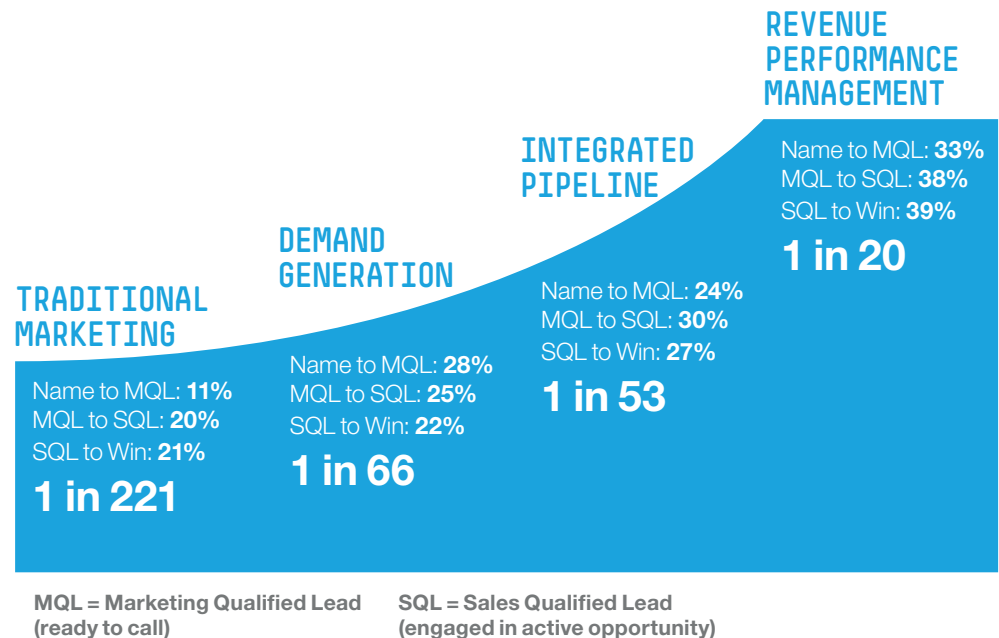 TRADITIONAL
MARKETING
Name to MQL: 11%
MQL to SQL: 20%
SQL to Win: 21%
1 in 221
DEMAND
GENERATION
Name to MQL: 28%
MQL to SQL: 25%
SQL to Win: 22%
1 in 66
INTEGRATED
PIPELINE
Name to MQL: 24%
MQL to SQL: 30%
SQL to Win: 27%
1 in 53
REVENUE
PERFORMANCE
MANAGEMENT
Name to MQL: 33%
MQL to SQL: 38%
SQL to Win: 39%
1 in 20
MQL = Marketing Qualified Lead
(ready to call)
SQL = Sales Qualified Lead
(engaged in active opportunity)